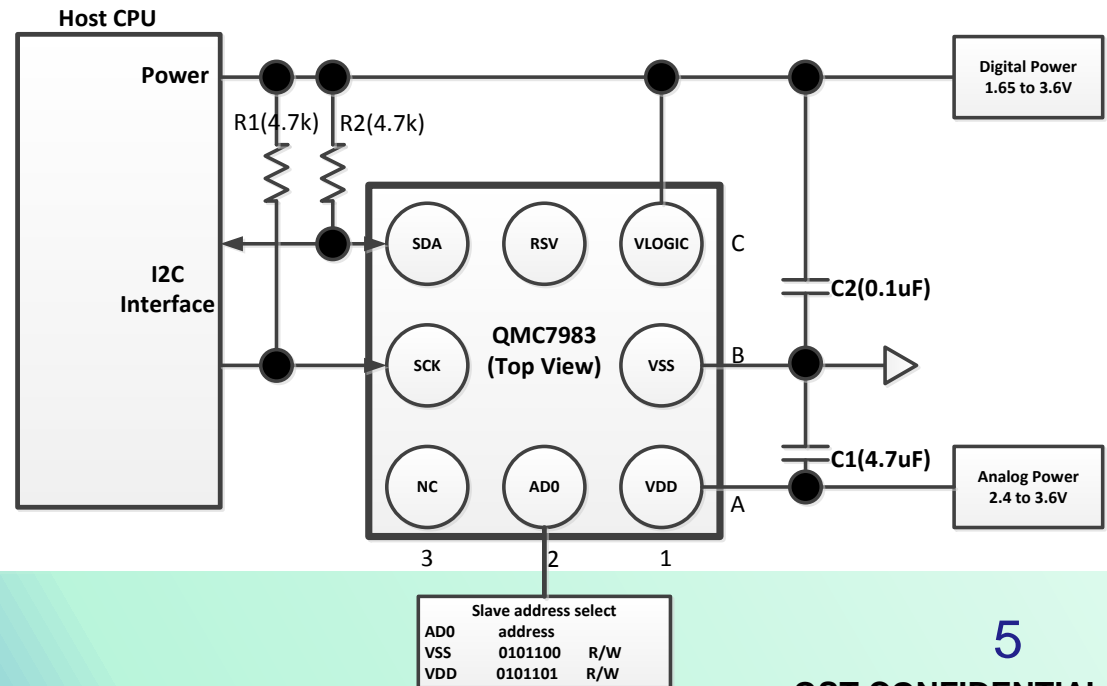 Host CPU
Power
R1(4.7k) R2(4.7k)
Digital Power
1.65 to 3.6V
SDA RSV VLOGIC C
I2C
Interface
C2(0.1uF)
QMC7983
(Top View)
SCK VSS B
C1(4.7uF)
NC AD0 VDD A
Analog Power
2.4 to 3.6V
3 2 1
Slave address select
AD0 address
VSS 0101100 R/W
VDD 0101101 R/W
5
QST CONFIDENTIAL